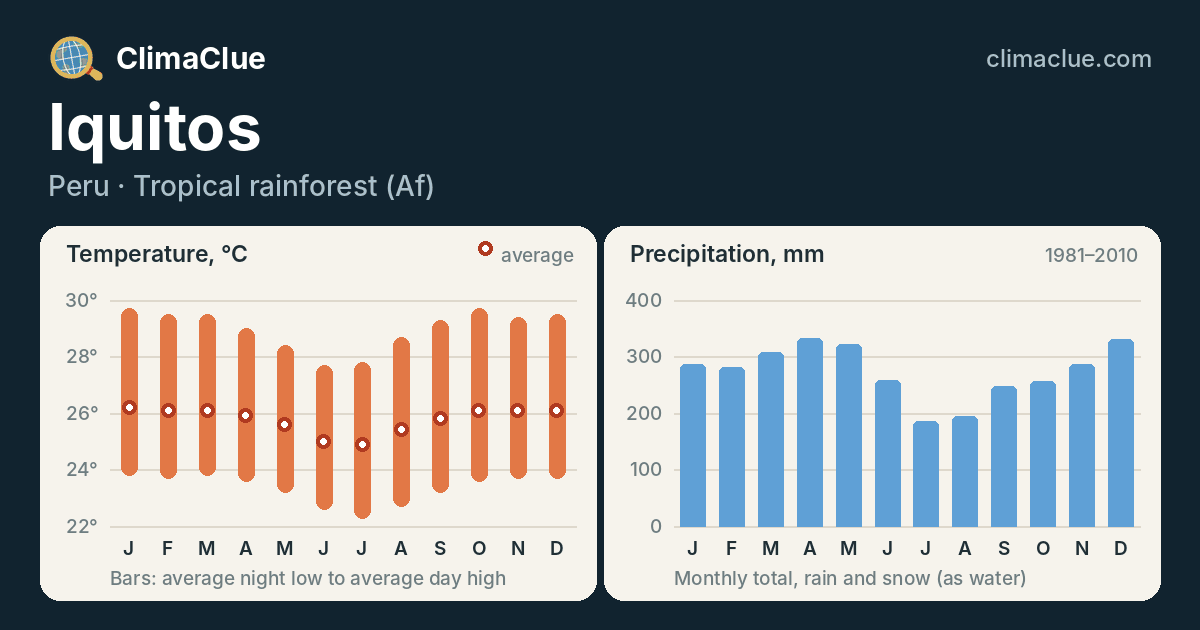 ClimaClue
climaclue.com
Iquitos
Peru · Tropical rainforest (Af)
Temperature, °C
average
30°
28°
26°
24°
22°
J F M A M J J A S O N D
Bars: average night low to average day high
Precipitation, mm
1981–2010
400
300
200
100
0
J F M A M J J A S O N D
Monthly total, rain and snow (as water)